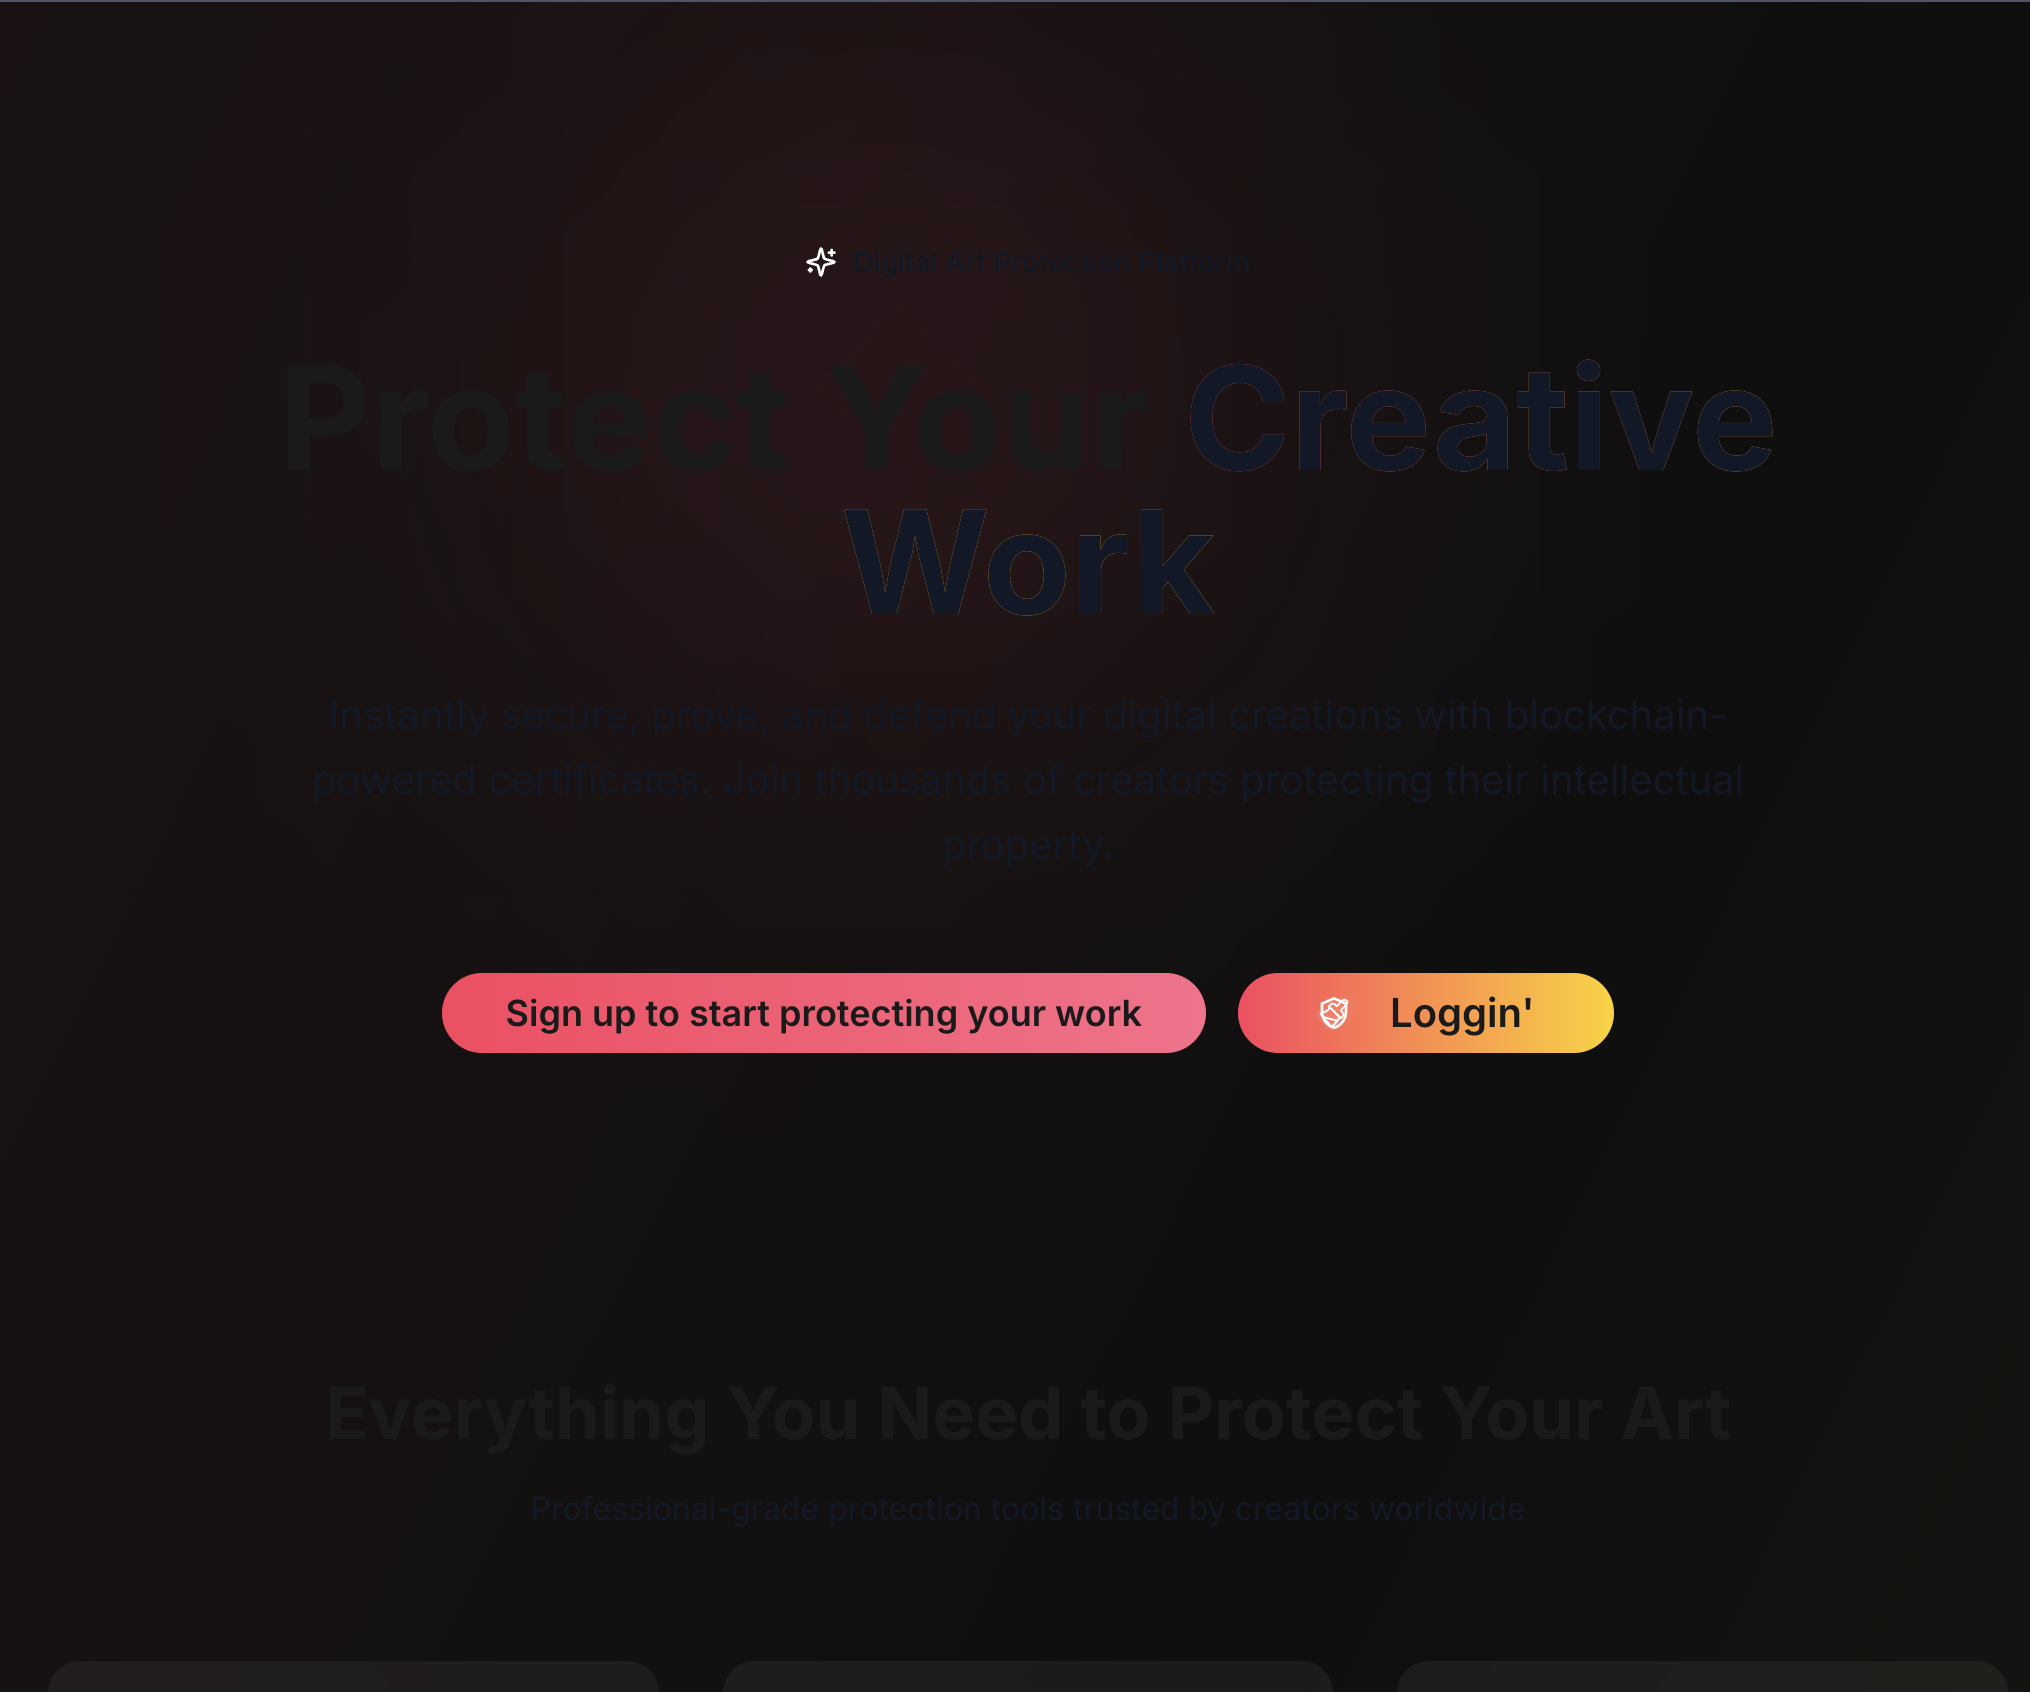 Digital Art Protection Platform
Protect Your Creative
Work
Instantly secure, prove, and defend your digital creations with blockchain-
powered certificates. Join thousands of creators protecting their intellectual
property.
Sign up to start protecting your work
Loggin'
Everything You Need to Protect Your Art
Professional-grade protection tools trusted by creators worldwide